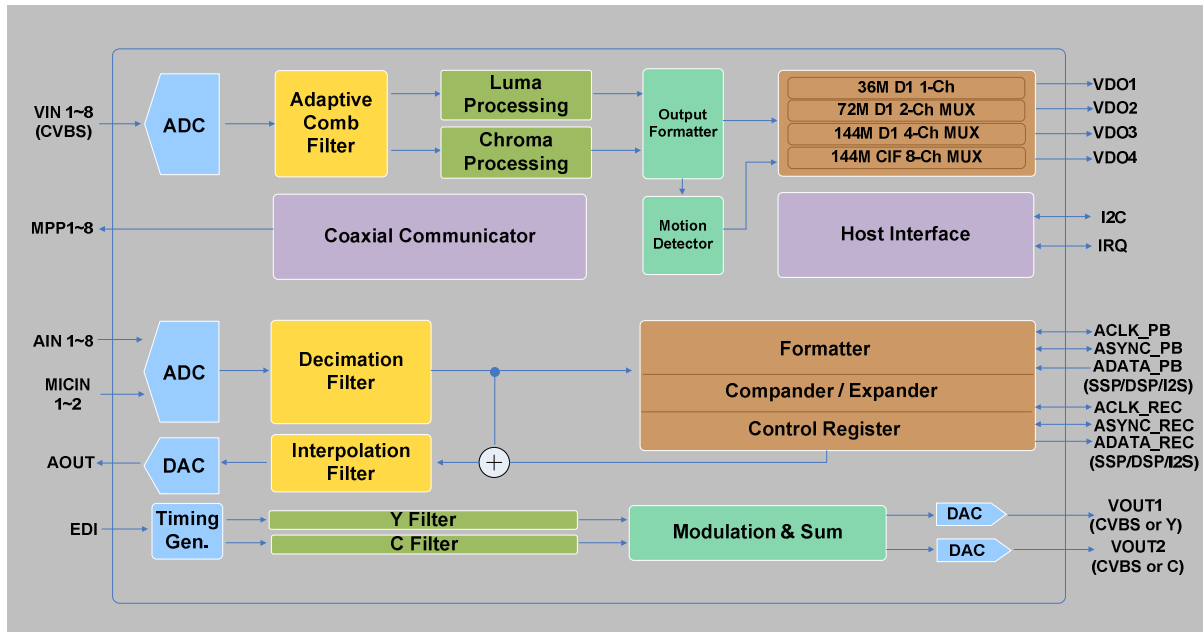 VIN 1~8
(CVBS)
ADC
Adaptive
Comb
Filter
Luma
Processing
Chroma
Processing
Output
Formatter
36M D1 1-Ch
72M D1 2-Ch MUX
144M D1 4-Ch MUX
144M CIF 8-Ch MUX
VDO1
VDO2
VDO3
VDO4
MPP1~8
Coaxial Communicator
Motion
Detector
Host Interface
I2C
IRQ
AIN 1~8
MICIN
1~2
ADC
Decimation
Filter
Formatter
Compander / Expander
Control Register
ACLK_PB
ASYNC_PB
ADATA_PB
(SSP/DSP/I2S)
ACLK_REC
ASYNC_REC
ADATA_REC
(SSP/DSP/I2S)
AOUT
DAC
Interpolation
Filter
+
EDI
Timing
Gen.
Y Filter
C Filter
Modulation & Sum
DAC
DAC
VOUT1
(CVBS or Y)
VOUT2
(CVBS or C)